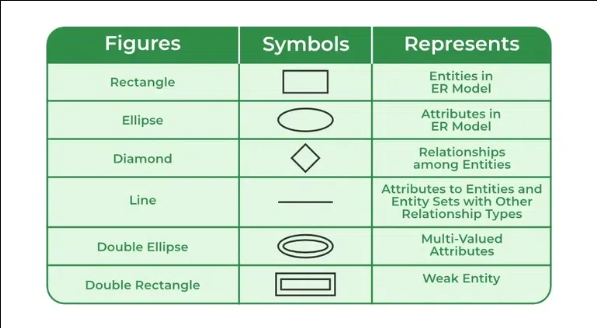 Figures Symbols Represents
Rectangle
Entities in
ER Model
Ellipse
Attributes in
ER Model
Diamond
Relationships
among Entities
Line
Attributes to Entities and
Entity Sets with Other
Relationship Types
Double Ellipse
Multi-Valued
Attributes
Double Rectangle
Weak Entity